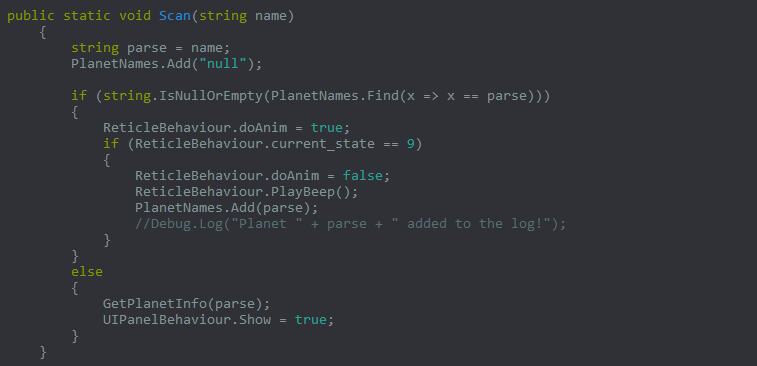 public static void Scan(string name)
{
string parse = name;
PlanetNames.Add("null");
if (string.IsNullOrEmpty(PlanetNames.Find(x => x == parse)))
{
ReticleBehaviour.doAnim = true;
if (ReticleBehaviour.current_state == 9)
{
ReticleBehaviour.doAnim = false;
ReticleBehaviour.PlayBeep();
PlanetNames.Add(parse);
//Debug.Log("Planet " + parse + " added to the log!");
}
}
else
{
GetPlanetInfo(parse);
UIPanelBehaviour.Show = true;
}
}